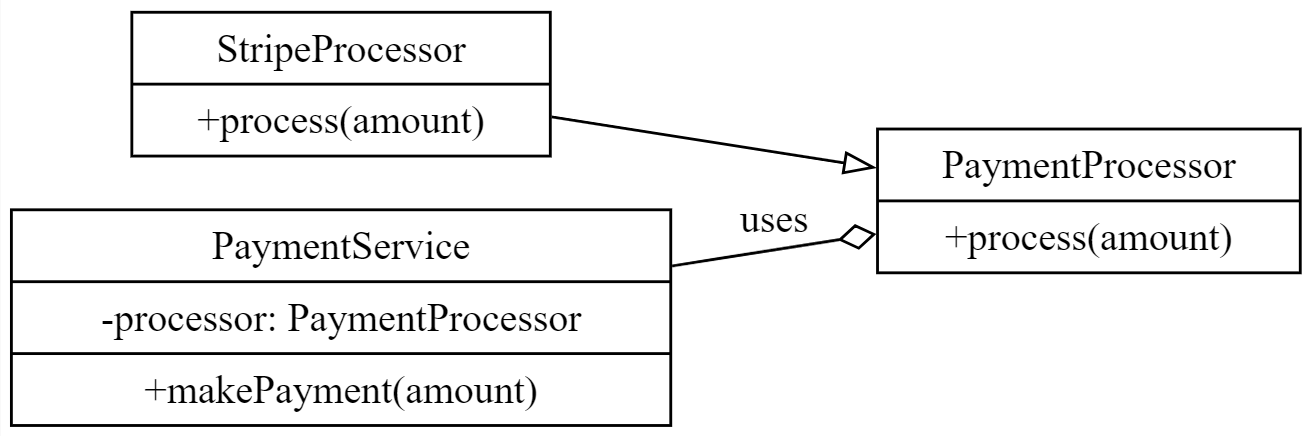 StripeProcessor
+process(amount)
PaymentProcessor
+process(amount)
uses
PaymentService
-processor: PaymentProcessor
+makePayment(amount)